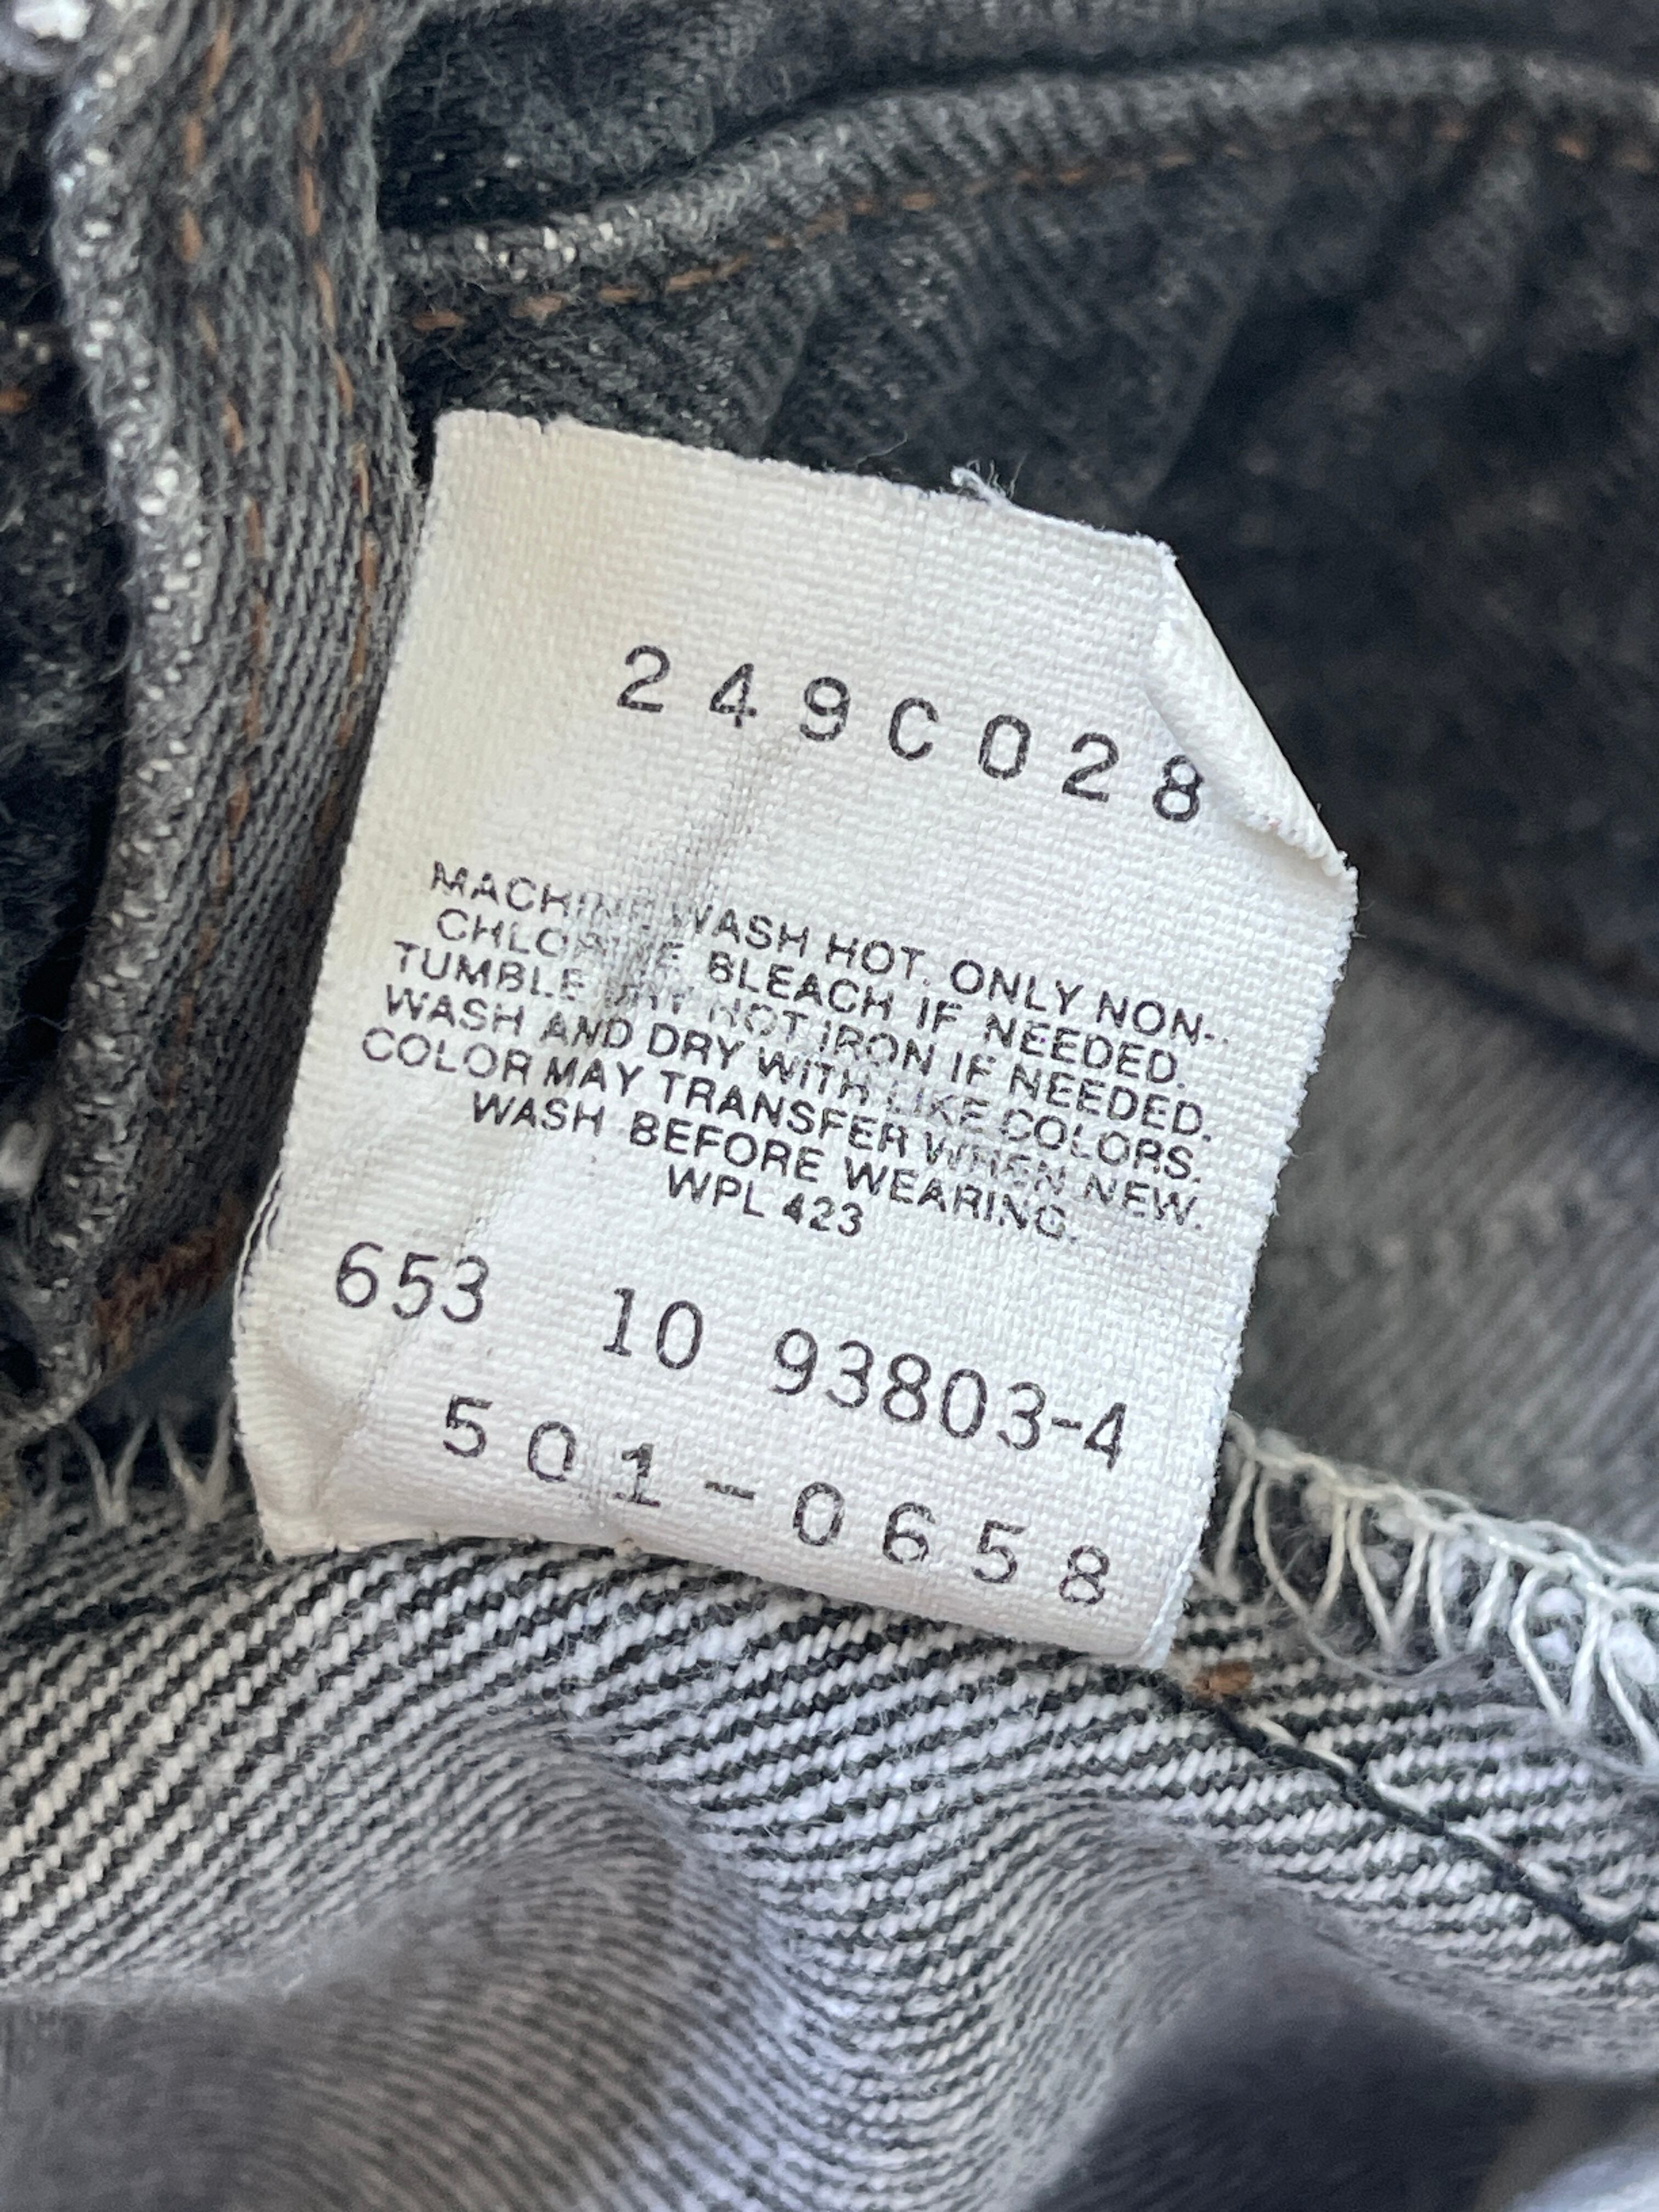 249C028
MACHINE WASH HOT. ONLY NON-
CHLORINE BLEACH IF NEEDED.
TUMBLE DRY HOT IRON IF NEEDED.
WASH AND DRY WITH LIKE COLORS.
COLOR MAY TRANSFER WHEN NEW.
WASH BEFORE WEARING.
WPL 423
653 10 93803-4
501-0658